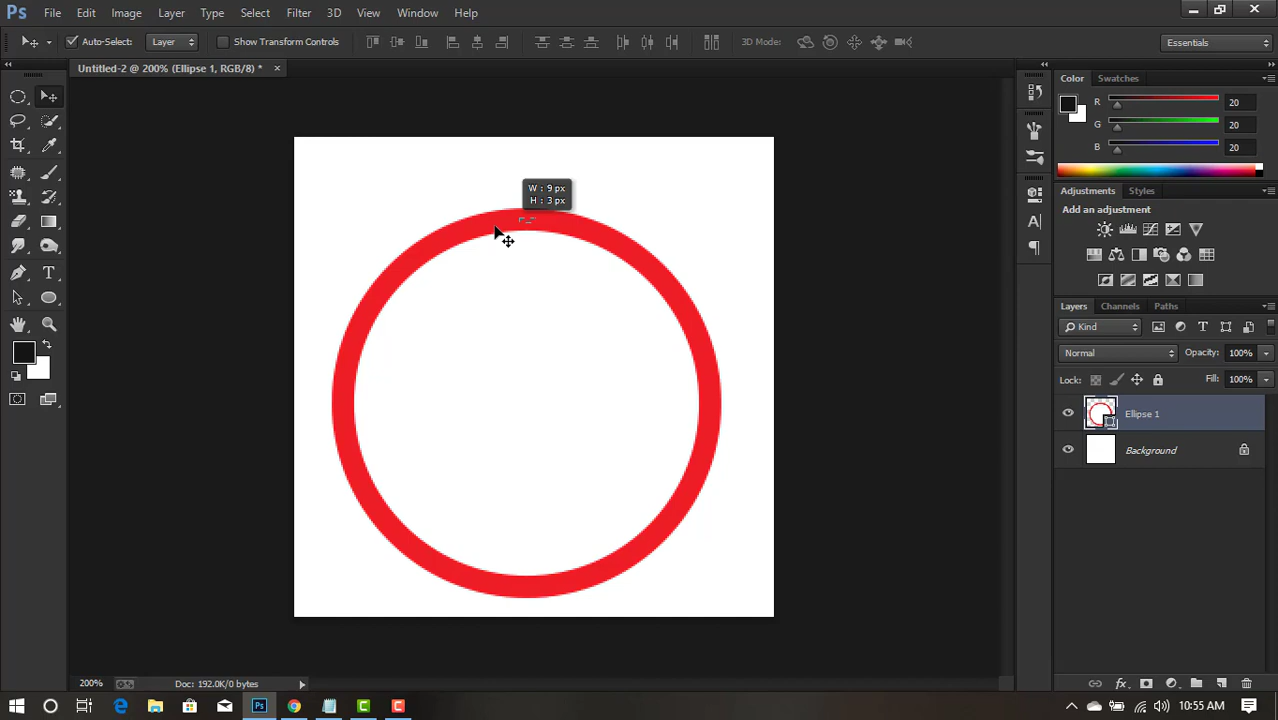 Ps File Edit Image Layer Type Select Filter 3D View Window Help
Auto-Select: Layer Show Transform Controls 3D Mode: Essentials
Untitled-2 @ 200% (Ellipse 1, RGB/8) * ×
Color Swatches
R 20
G 20
B 20
W : 9 px
H : 3 px
Adjustments Styles
Add an adjustment
Layers Channels Paths
Kind
Normal Opacity: 100%
Lock: Fill: 100%
Ellipse 1
Background
200% Doc: 192.0K/0 bytes
10:55 AM